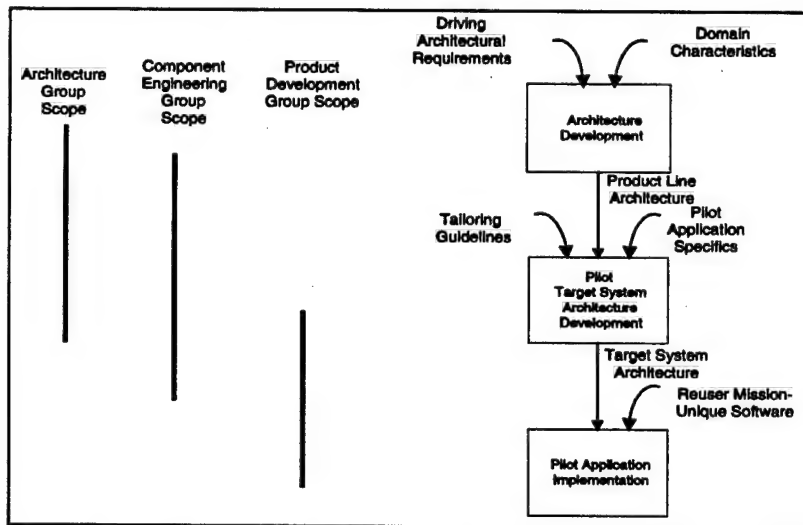 Architecture
Group
Scope
Component
Engineering
Group
Scope
Product
Development
Group Scope
Driving
Architectural
Requirements
Domain
Characteristics
Architecture
Development
Product Line
Architecture
Tailoring
Guidelines
Pilot
Application
Specifics
Pilot
Target System
Architecture
Development
Target System
Architecture
Reuser Mission-
Unique Software
Pilot Application
Implementation